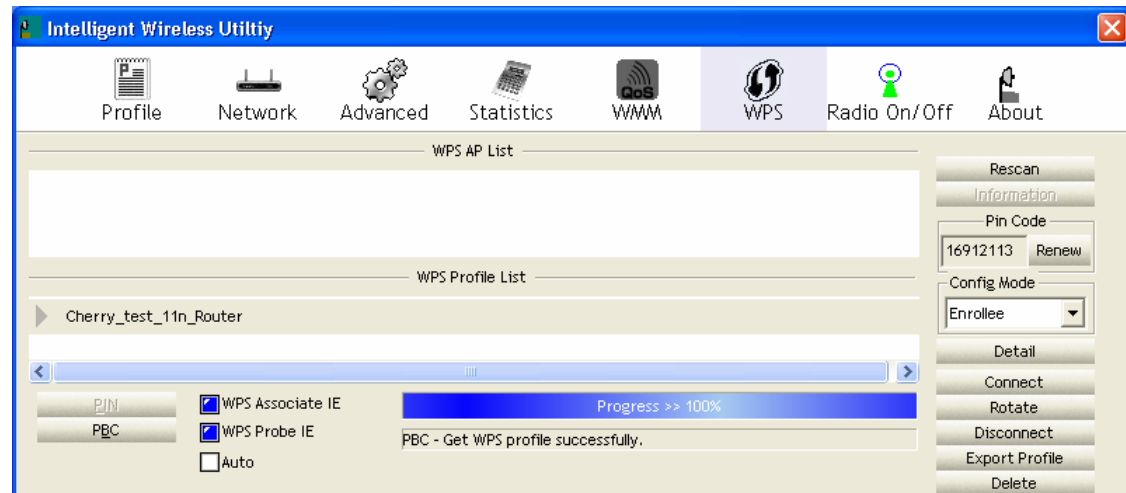 Intelligent Wireless Utiltiy
Profile
Network
Advanced
Statistics
QoS
WMM
WPS
Radio On/Off
About
WPS AP List
Rescan
Information
Pin Code
16912113 Renew
WPS Profile List
Config Mode
Cherry_test_11n_Router
Enrollee
Detail
Connect
PIN
WPS Associate IE
Progress >> 100%
Rotate
PBC
WPS Probe IE
PBC - Get WPS profile successfully.
Disconnect
Auto
Export Profile
Delete